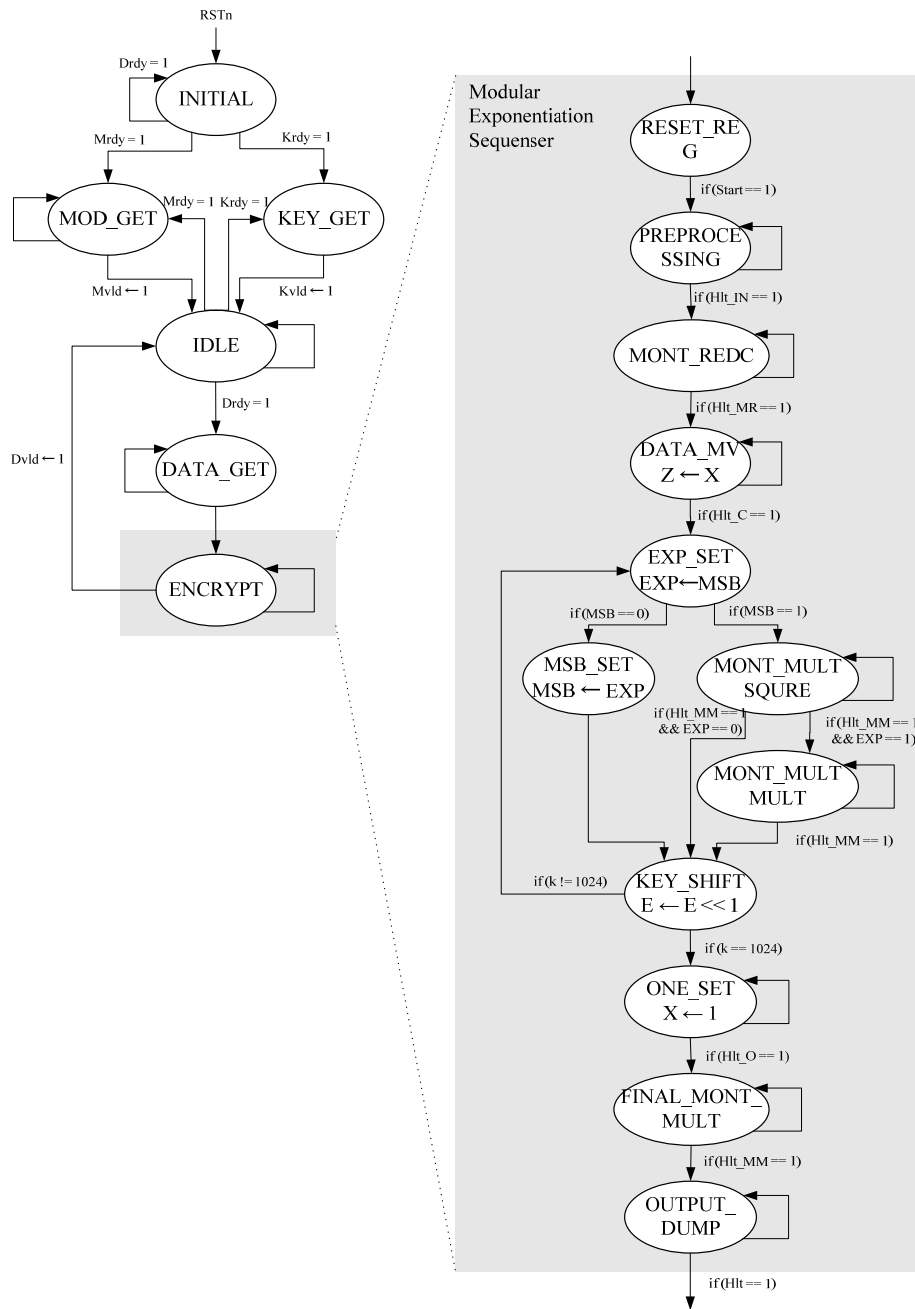 RSTn
Drdy = 1
INITIAL
Mrdy = 1
Krdy = 1
MOD_GET
Mrdy = 1
Krdy = 1
KEY_GET
Mvld ← 1
Kvld ← 1
IDLE
Drdy = 1
Dvld ← 1
DATA_GET
ENCRYPT
Modular
Exponentiation
Sequenser
RESET_RE
G
if (Start == 1)
PREPROCE
SSING
if (Hlt_IN == 1)
MONT_REDC
if (Hlt_MR == 1)
DATA_MV
Z ← X
if (Hlt_C == 1)
EXP_SET
EXP←MSB
if (MSB == 0)
if (MSB == 1)
MSB_SET
MSB ← EXP
MONT_MULT
SQURE
if (Hlt_MM == 1
&& EXP == 0)
if (Hlt_MM == 1
&& EXP == 1)
MONT_MULT
MULT
if (Hlt_MM == 1)
if (k != 1024)
KEY_SHIFT
E ← E << 1
if (k == 1024)
ONE_SET
X ← 1
if (Hlt_O == 1)
FINAL_MONT_
MULT
if (Hlt_MM == 1)
OUTPUT_
DUMP
if (Hlt == 1)